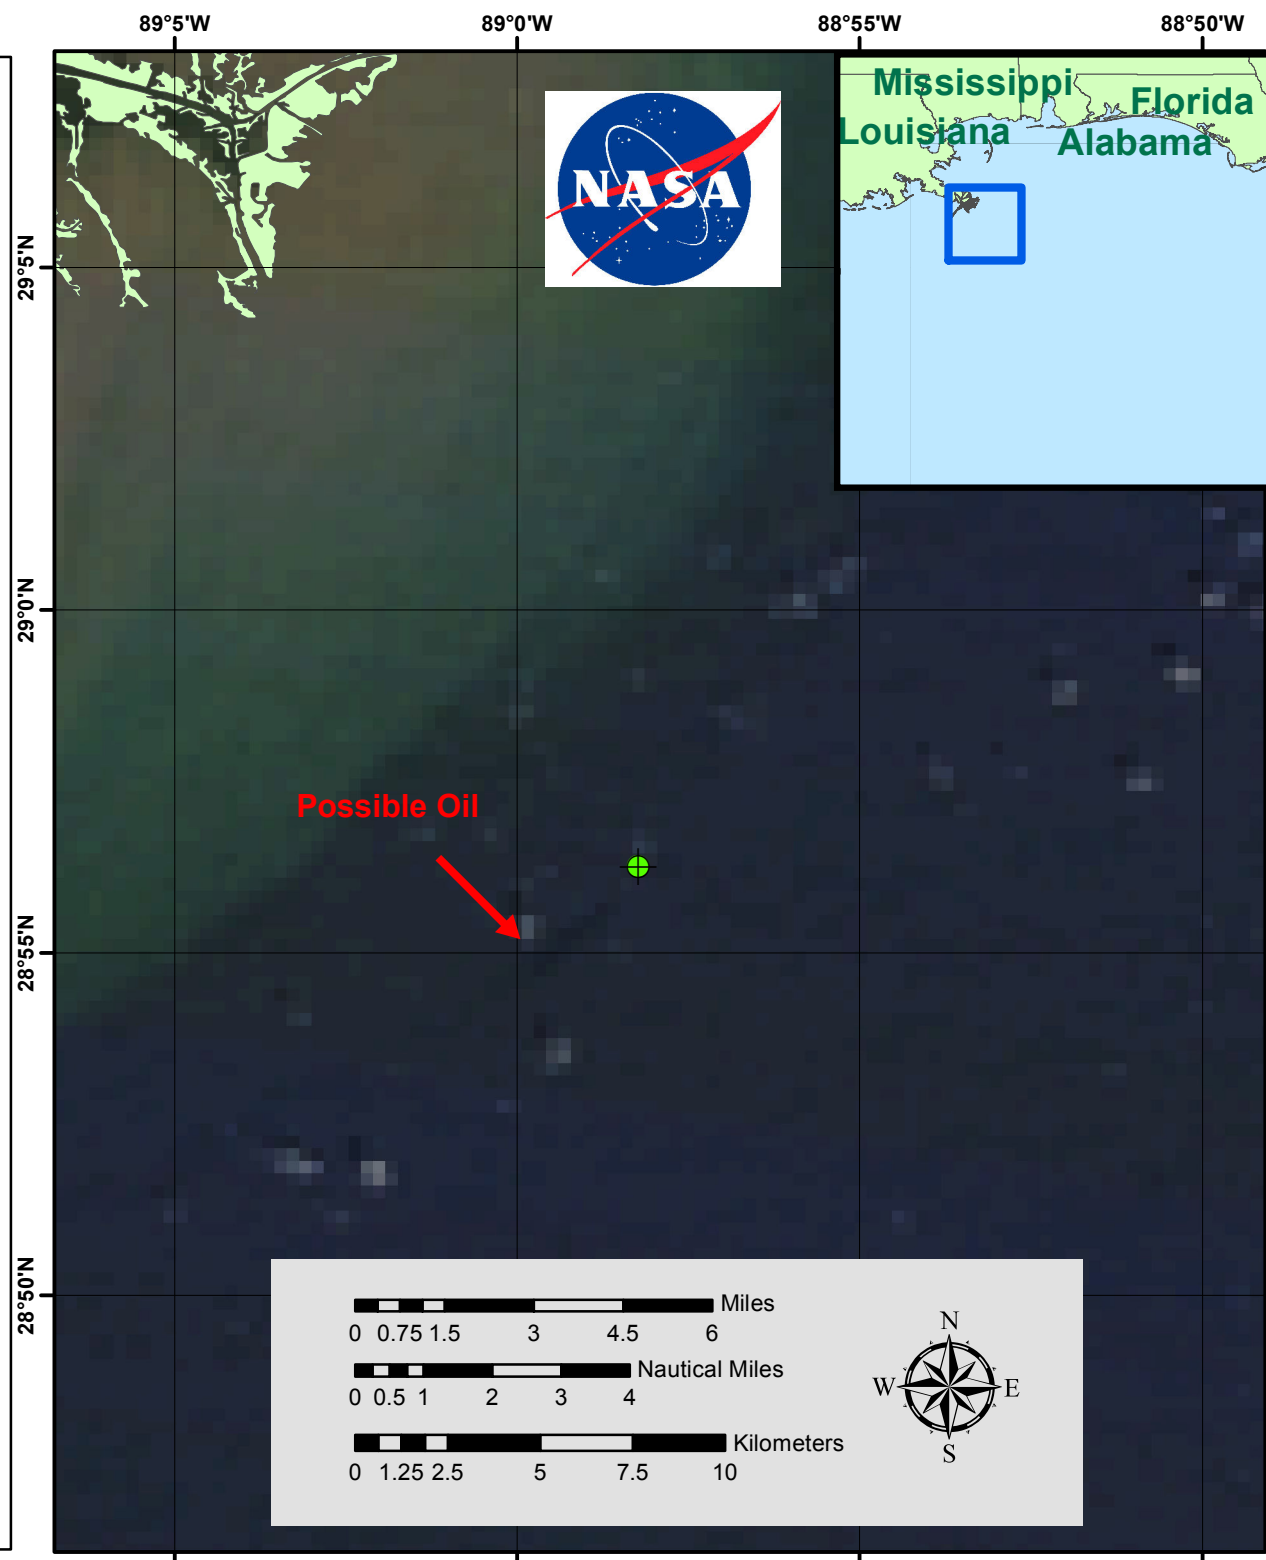 89°5'W 89°0'W 88°55'W 88°50'W
Mississippi
Florida
Louisiana
Alabama
NASA
29°5'N
29°0'N
Possible Oil
28°55'N
28°50'N
Miles
0 0.75 1.5 3 4.5 6
Nautical Miles
0 0.5 1 2 3 4
Kilometers
0 1.25 2.5 5 7.5 10
N
W E
S